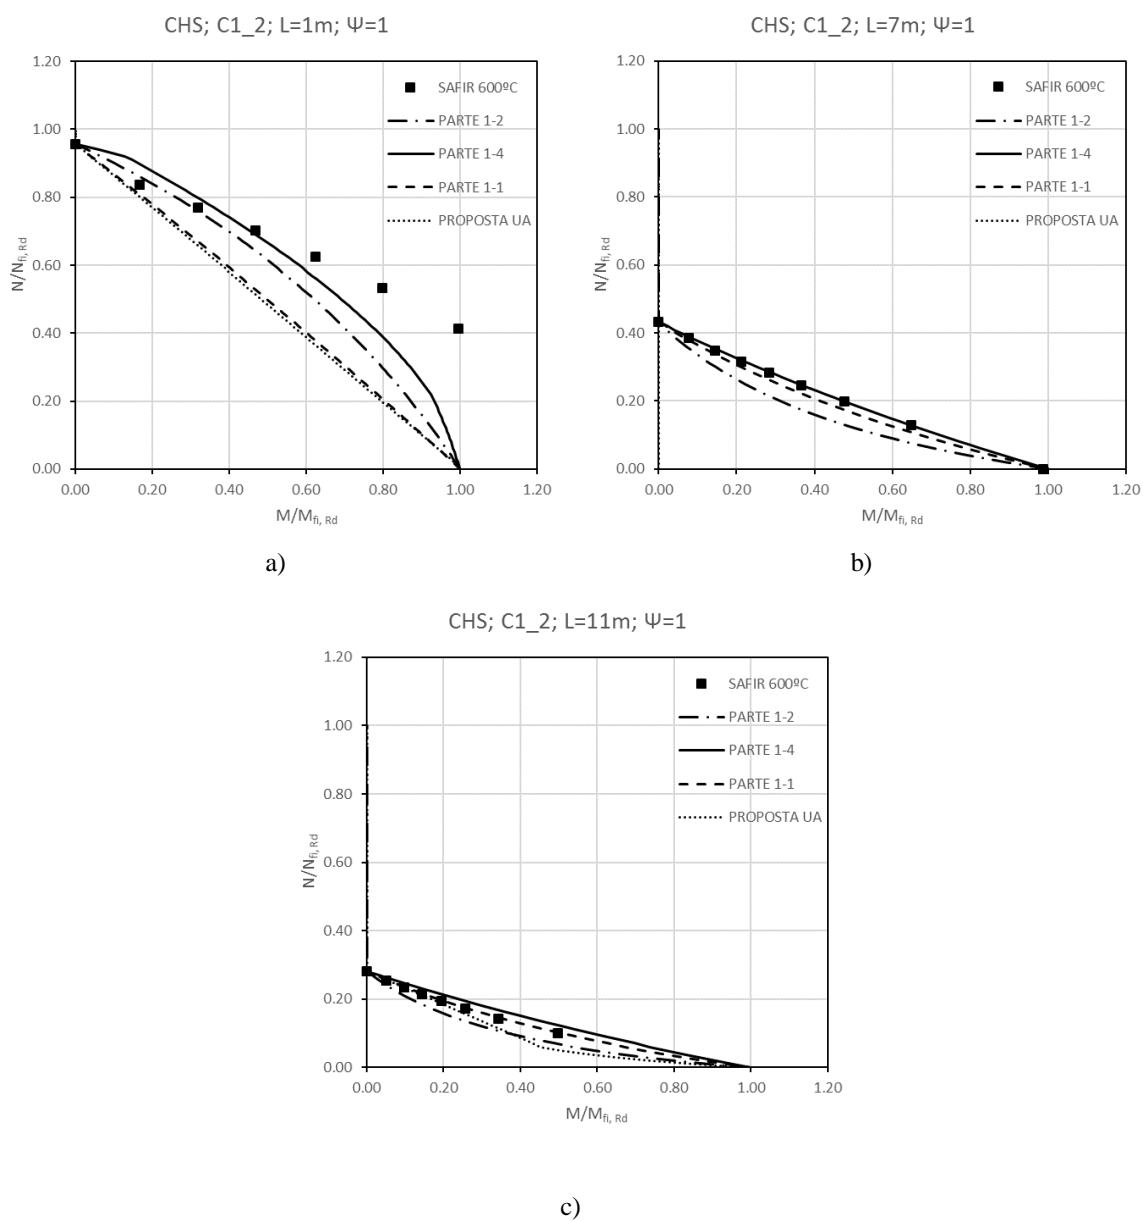 CHS; C1_2; L=1m; Ψ=1
1.20
1.00
0.80
0.60
0.40
0.20
0.00
N/Nfi,Rd
0.00 0.20 0.40 0.60 0.80 1.00 1.20
M/Mfi, Rd
SAFIR 600ºC
PARTE 1-2
PARTE 1-4
PARTE 1-1
PROPOSTA UA
a)
CHS; C1_2; L=7m; Ψ=1
1.20
1.00
0.80
0.60
0.40
0.20
0.00
N/Nfi,Rd
0.00 0.20 0.40 0.60 0.80 1.00 1.20
M/Mfi, Rd
SAFIR 600ºC
PARTE 1-2
PARTE 1-4
PARTE 1-1
PROPOSTA UA
b)
CHS; C1_2; L=11m; Ψ=1
1.20
1.00
0.80
0.60
0.40
0.20
0.00
N/Nfi,Rd
0.00 0.20 0.40 0.60 0.80 1.00 1.20
M/Mfi, Rd
SAFIR 600ºC
PARTE 1-2
PARTE 1-4
PARTE 1-1
PROPOSTA UA
c)